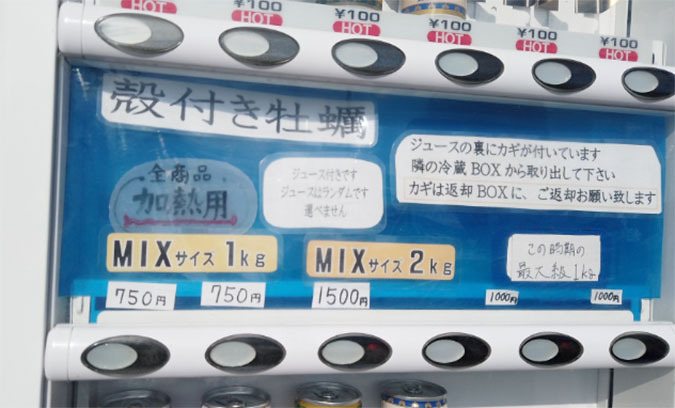 ¥100
¥100
¥100
¥100
¥100
HOT
HOT
HOT
HOT
HOT
HOT
殻付き牡蠣
ジュースの裏にカギが付いています
隣の冷蔵BOXから取り出して下さい
カギは返却BOXに、ご返却お願い致します
全商品
加熱用
ジュース付きです
ジュースはランダムです
選べません
MIXサイズ1kg
MIXサイズ2kg
この時期の
最大級1kg
750円
750円
1500円
1000円
1000円